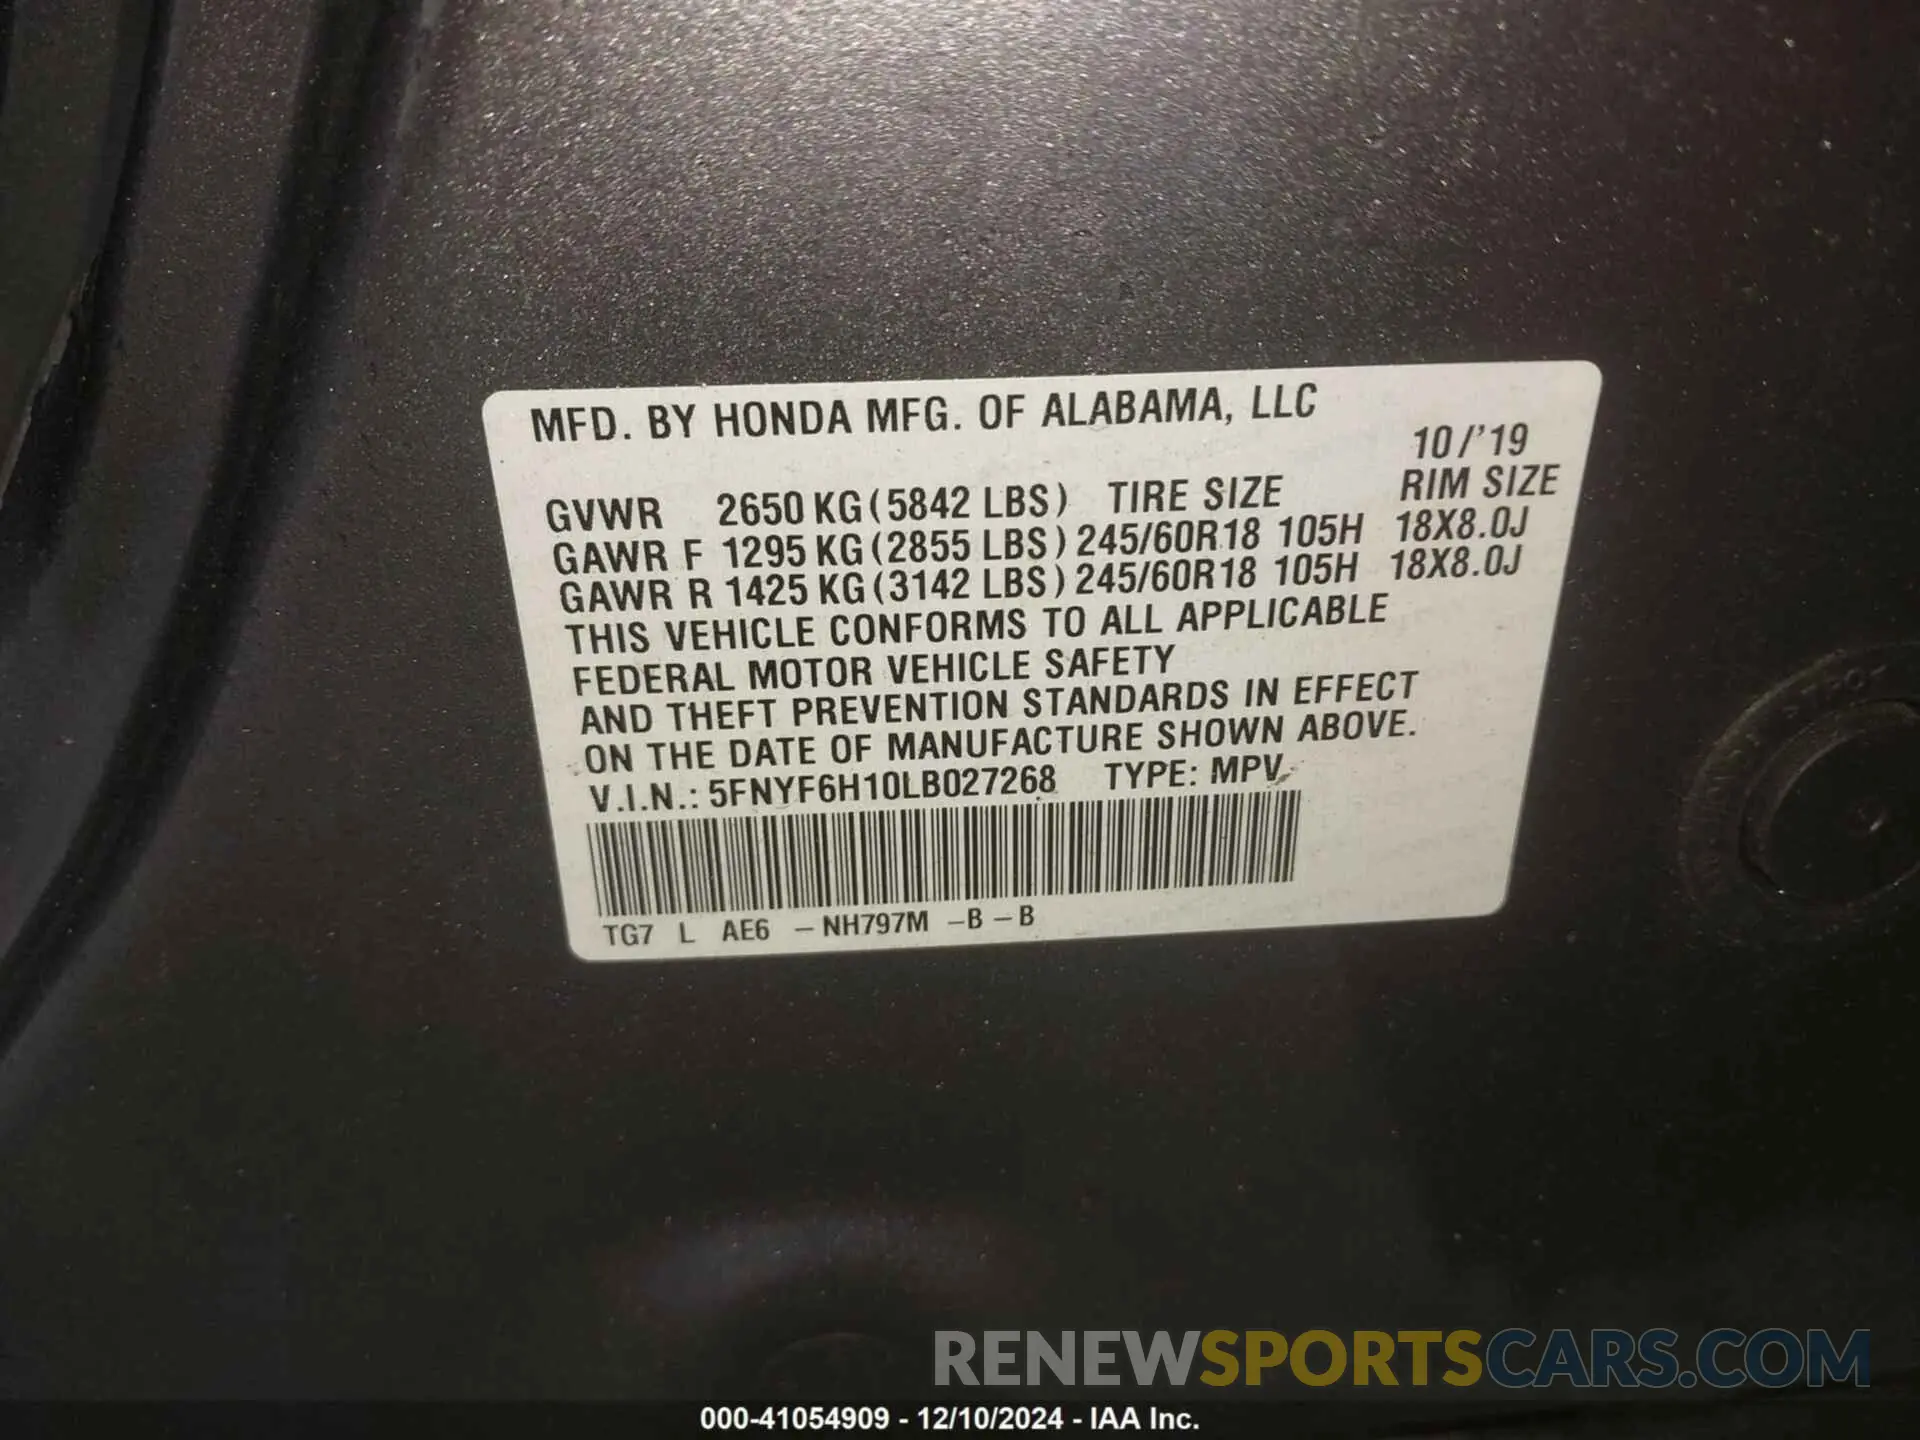 MFD. BY HONDA MFG. OF ALABAMA, LLC
10/'19
GVWR 2650 KG (5842 LBS) TIRE SIZE RIM SIZE
GAWR F 1295 KG (2855 LBS) 245/60R18 105H 18X8.0J
GAWR R 1425 KG (3142 LBS) 245/60R18 105H 18X8.0J
THIS VEHICLE CONFORMS TO ALL APPLICABLE
FEDERAL MOTOR VEHICLE SAFETY
AND THEFT PREVENTION STANDARDS IN EFFECT
ON THE DATE OF MANUFACTURE SHOWN ABOVE.
V.I.N.: 5FNYF6H10LB027268 TYPE: MPV
TG7 L AE6 – NH797M –B – B
RENEWSPORTSCARS.COM
000-41054909 - 12/10/2024 - IAA Inc.